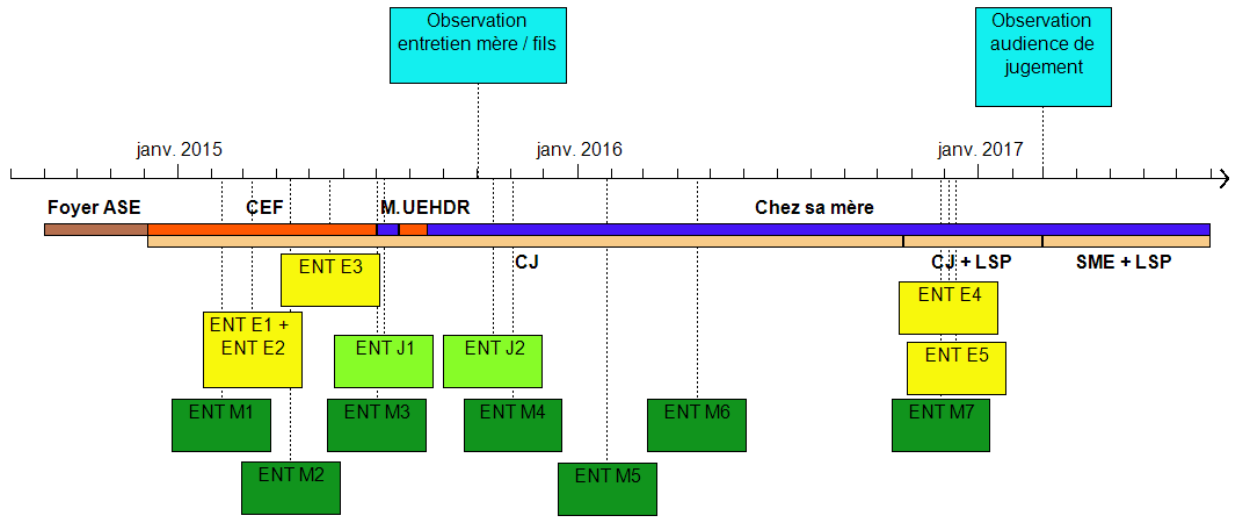 Observation
entretien mère / fils
Observation
audience de
jugement
janv. 2015
janv. 2016
janv. 2017
Foyer ASE
CEF
M.
UEHDR
Chez sa mère
CJ
CJ + LSP
SME + LSP
ENT E3
ENT E4
ENT E1 +
ENT E2
ENT J1
ENT J2
ENT E5
ENT M1
ENT M3
ENT M4
ENT M6
ENT M7
ENT M2
ENT M5